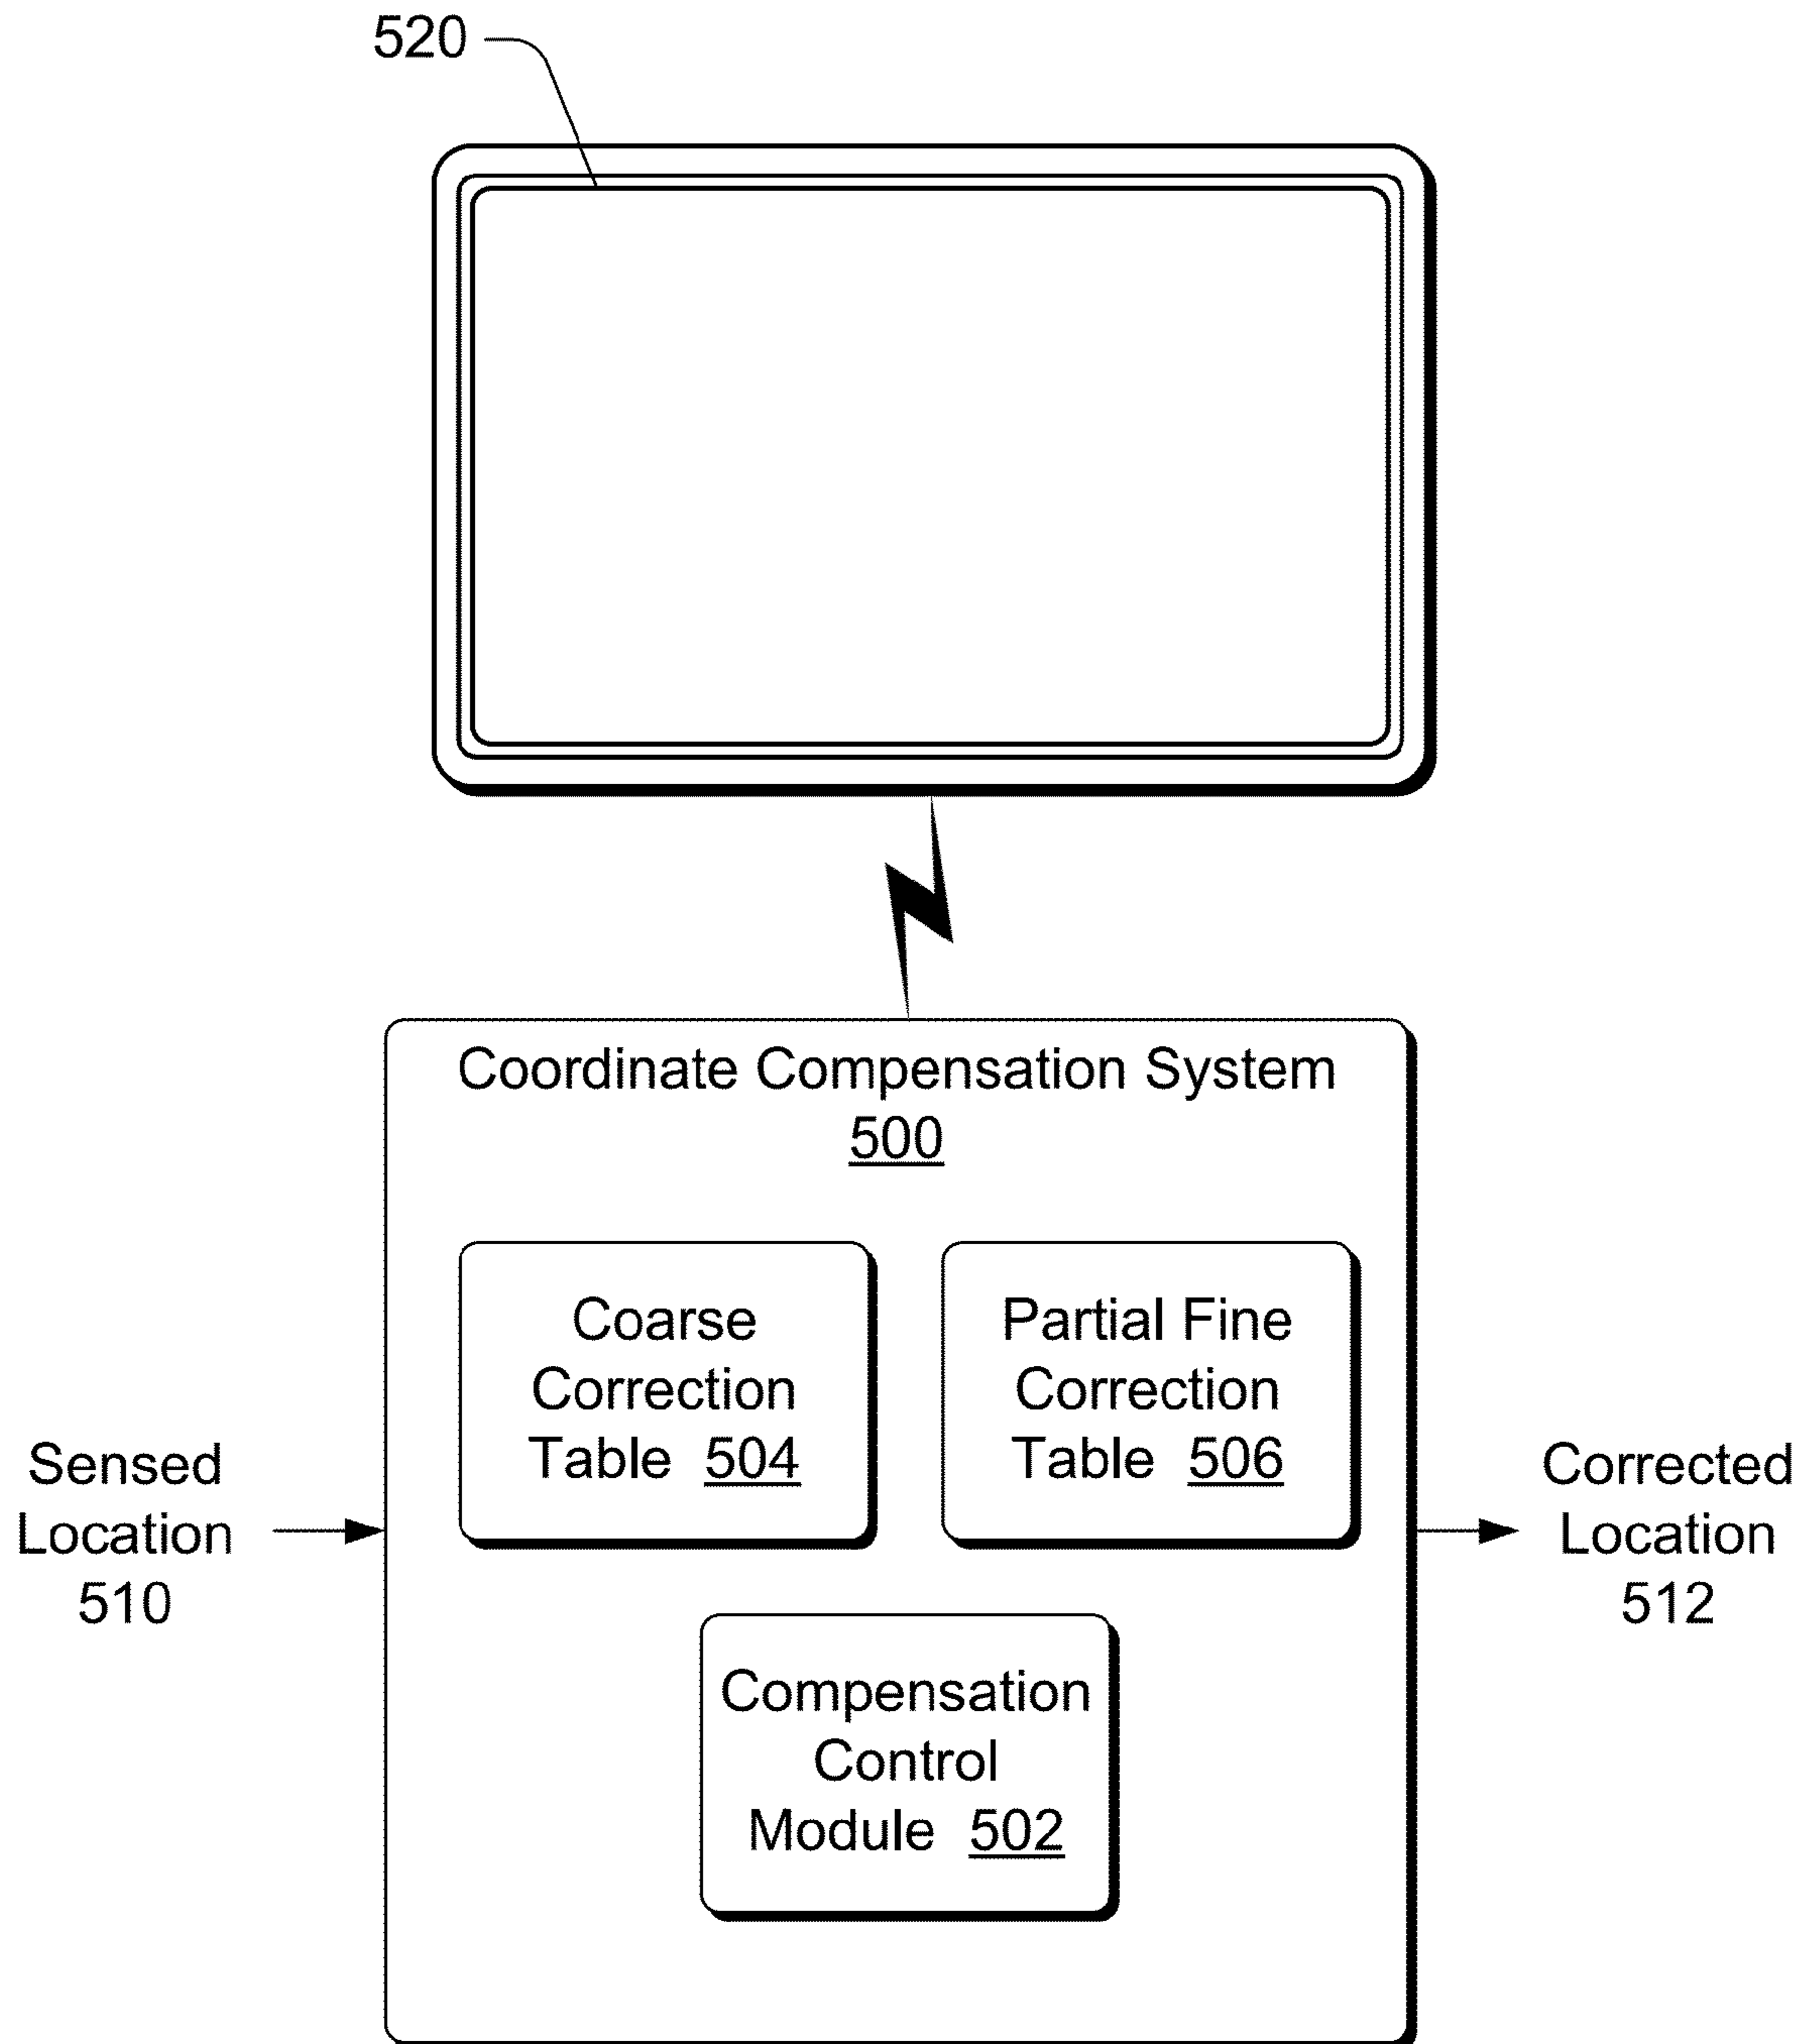 520
Coordinate Compensation System
500
Coarse
Correction
Table 504
Partial Fine
Correction
Table 506
Sensed
Location
510
Corrected
Location
512
Compensation
Control
Module 502